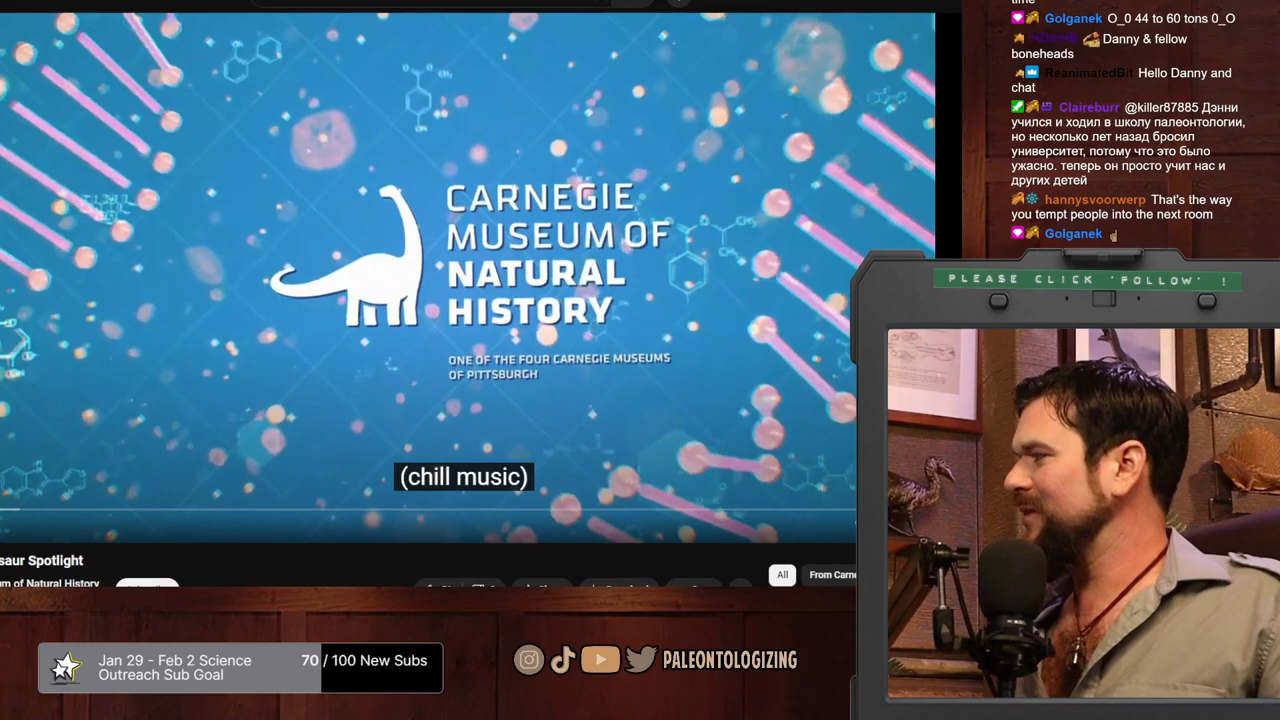 CARNEGIE
MUSEUM OF
NATURAL
HISTORY
ONE OF THE FOUR CARNEGIE MUSEUMS
OF PITTSBURGH
(chill music)
saur Spotlight
m of Natural History
All
From Carne
Golganek O_0 44 to 60 tons 0_O
Danny & fellow
boneheads
ReanimatedBit Hello Danny and
chat
Claireburr @killer87885 Дэнни
учился и ходил в школу палеонтологии,
но несколько лет назад бросил
университет, потому что это было
ужасно. теперь он просто учит нас и
других детей
hannysvoorwerp That's the way
you tempt people into the next room
Golganek
PLEASE CLICK 'FOLLOW' !
Jan 29 - Feb 2 Science
Outreach Sub Goal
70 / 100 New Subs
PALEONTOLOGIZING